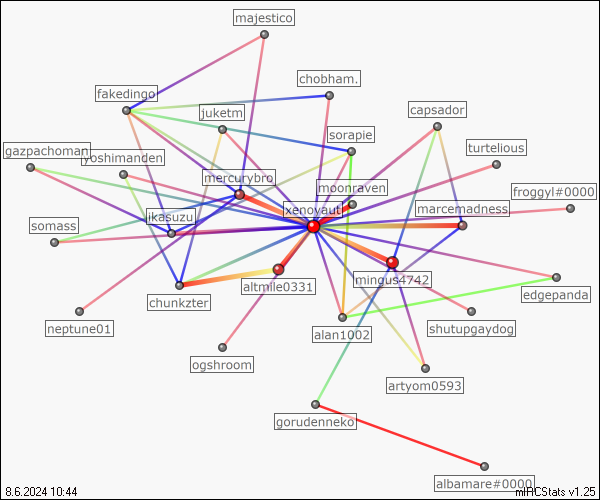 majestico
chobham.
fakedingo
juketm
capsador
sorapie
gazpachoman
yoshimanden
turtelious
mercurybro
moonraven
froggyl#0000
xenovaut
marcemadness
somass
ikasuzu
altmile0331
mingus4742
chunkzter
edgepanda
neptune01
alan1002
shutupgaydog
ogshroom
artyom0593
gorudenneko
albamare#0000
8.6.2024 10:44
mIRCStats v1.25